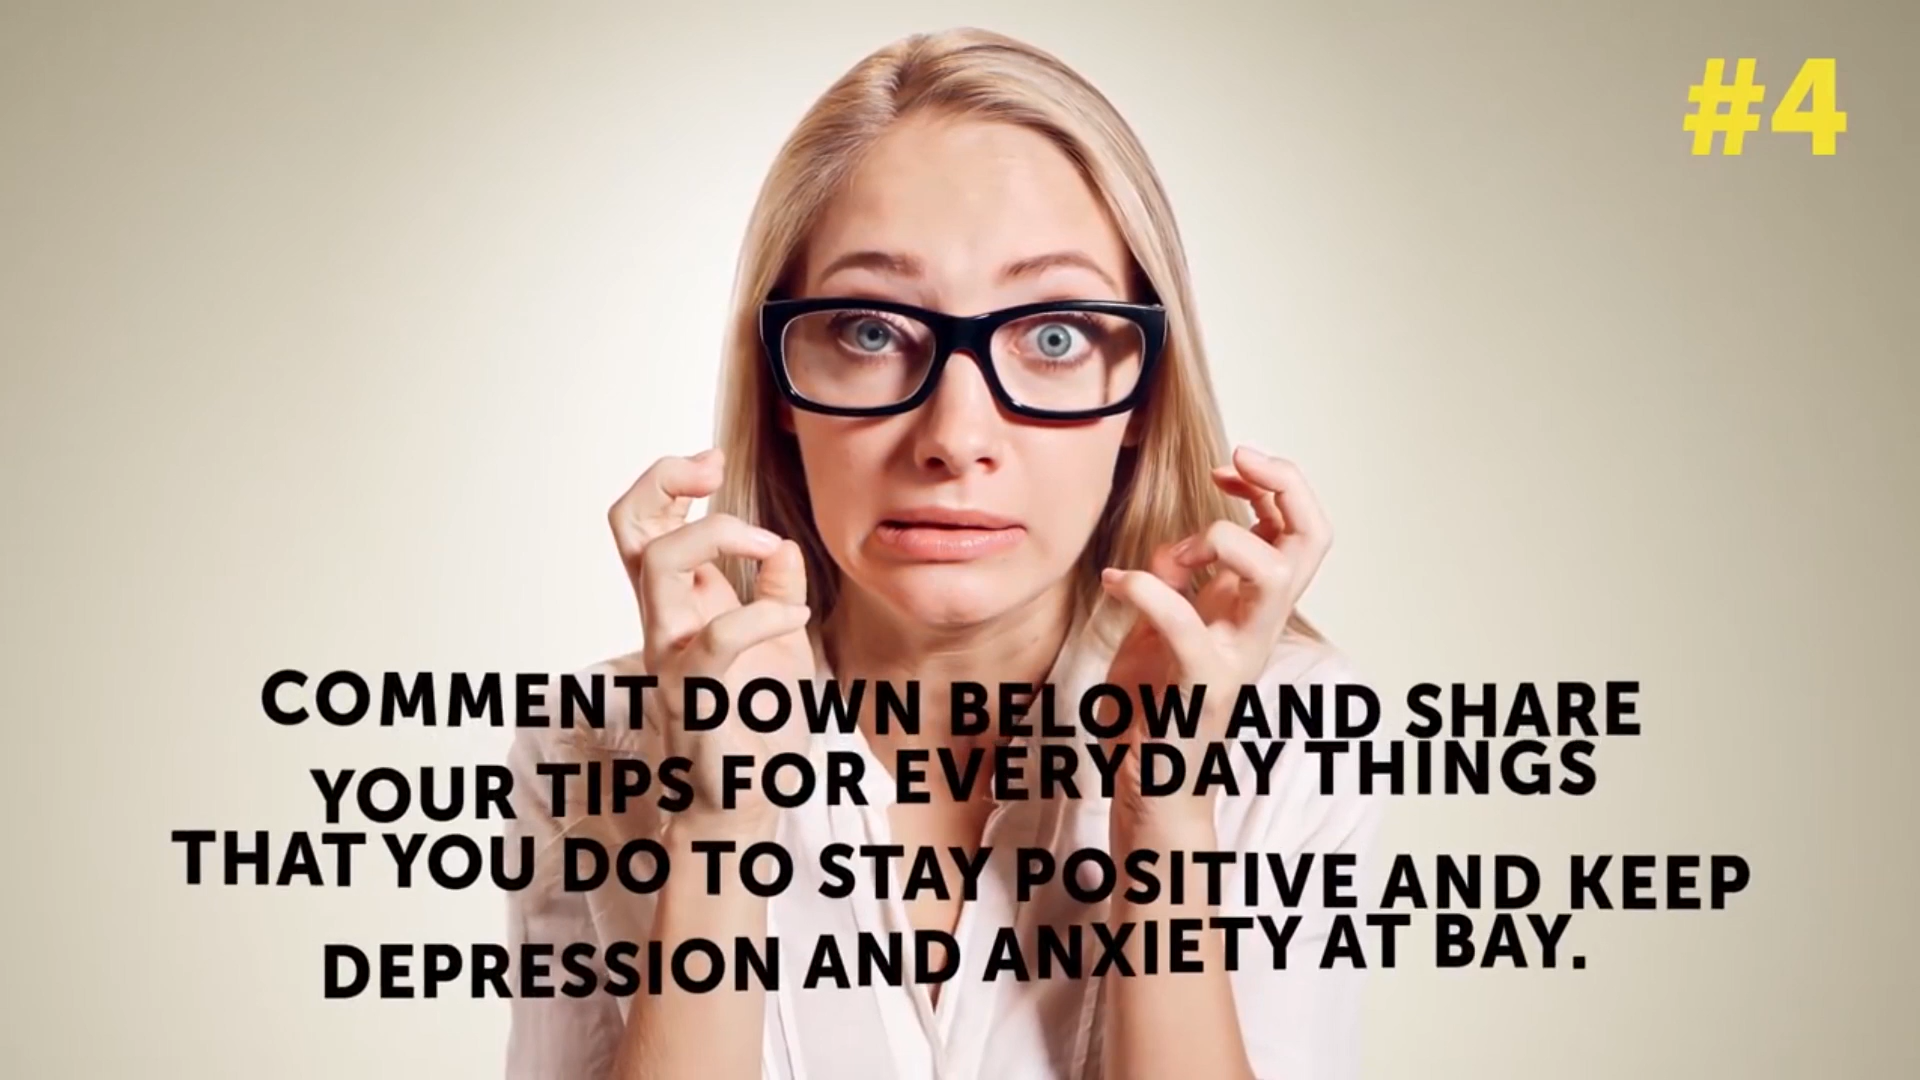 #4
COMMENT DOWN BELOW AND SHARE
YOUR TIPS FOR EVERYDAY THINGS
THAT YOU DO TO STAY POSITIVE AND KEEP
DEPRESSION AND ANXIETY AT BAY.